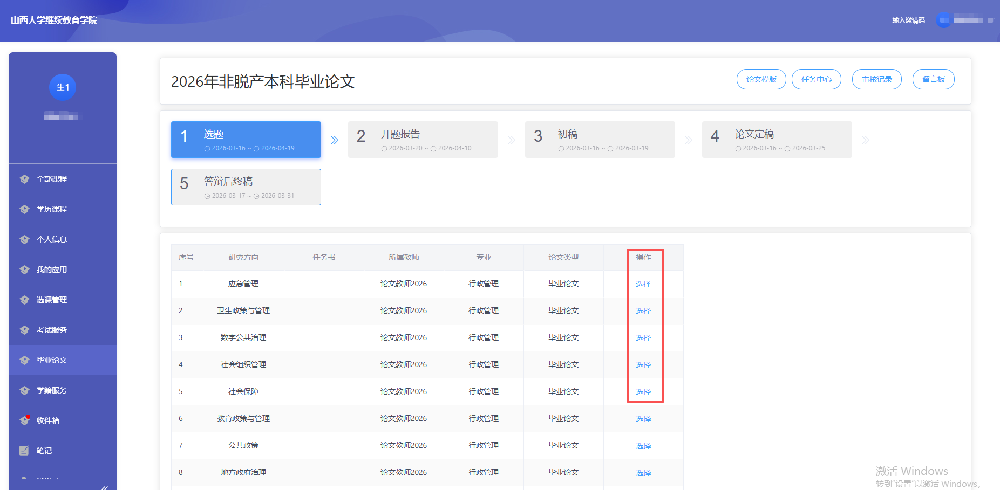 山西大学继续教育学院
输入邀请码
生1
全部课程
学历课程
个人信息
我的应用
选课管理
考试服务
毕业论文
学籍服务
收件箱
笔记
2026年非脱产本科毕业论文
论文模版 任务中心 审核记录 留言板
1 选题
2026-03-16 ~ 2026-04-19
2 开题报告
2026-03-20 ~ 2026-04-10
3 初稿
2026-03-16 ~ 2026-03-19
4 论文定稿
2026-03-16 ~ 2026-03-25
5 答辩后终稿
2026-03-17 ~ 2026-03-31
序号 研究方向 任务书 所属教师 专业 论文类型 操作
1 应急管理 论文教师2026 行政管理 毕业论文 选择
2 卫生政策与管理 论文教师2026 行政管理 毕业论文 选择
3 数字公共治理 论文教师2026 行政管理 毕业论文 选择
4 社会组织管理 论文教师2026 行政管理 毕业论文 选择
5 社会保障 论文教师2026 行政管理 毕业论文 选择
6 教育政策与管理 论文教师2026 行政管理 毕业论文 选择
7 公共政策 论文教师2026 行政管理 毕业论文 选择
8 地方政府治理 论文教师2026 行政管理 毕业论文 选择
激活 Windows
转到"设置"以激活 Windows。